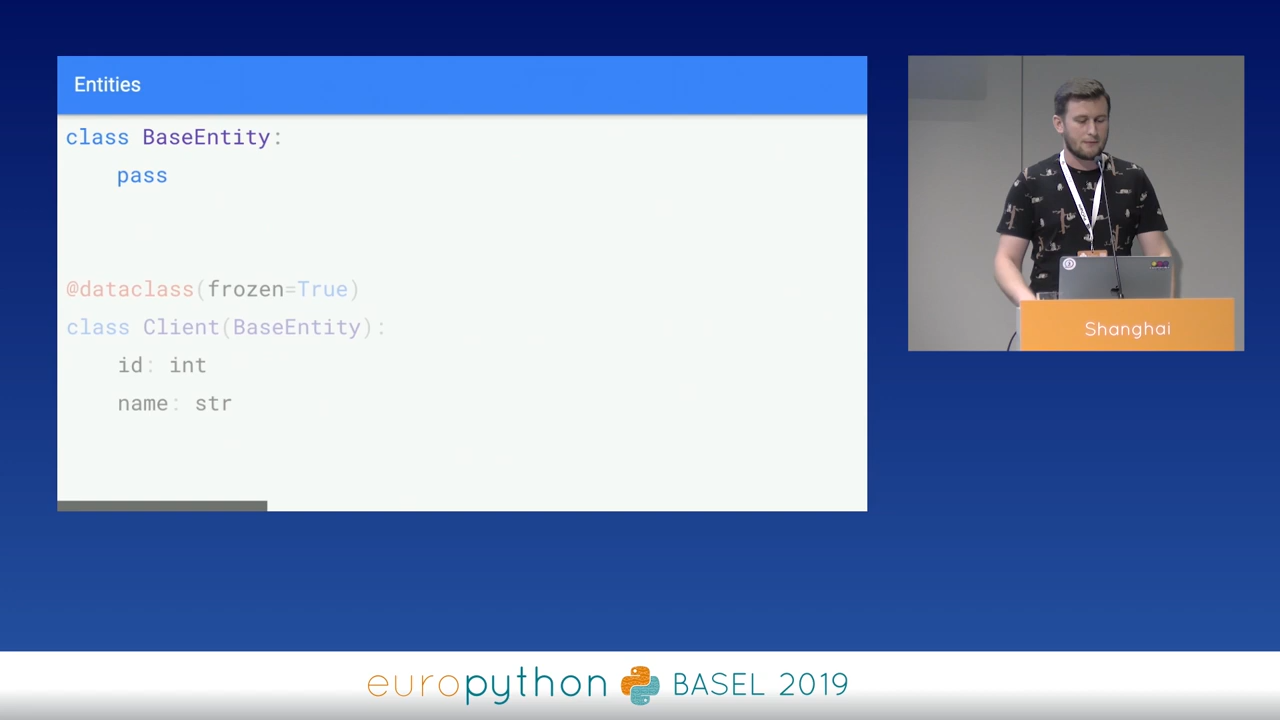 Entities
class BaseEntity:
    pass
@dataclass(frozen=True)
class Client(BaseEntity):
    id: int
    name: str
Shanghai
europython BASEL 2019